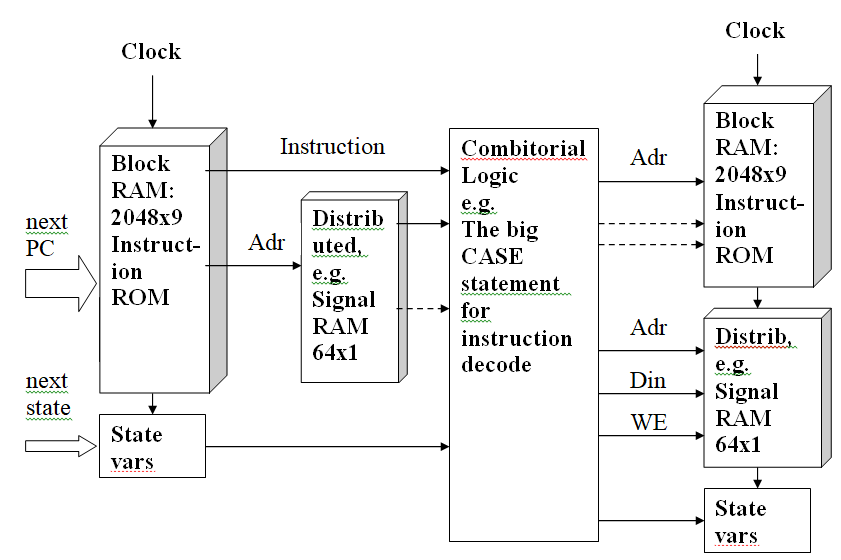 Clock
Clock
Block
RAM:
2048x9
Instruct-
ion
ROM
next
PC
next
state
State
vars
Instruction
Adr
Distrib
uted,
e.g.
Signal
RAM
64x1
Combitorial
Logic
e.g.
The big
CASE
statement
for
instruction
decode
Adr
Adr
Din
WE
Block
RAM:
2048x9
Instruct-
ion
ROM
Distrib,
e.g.
Signal
RAM
64x1
State
vars